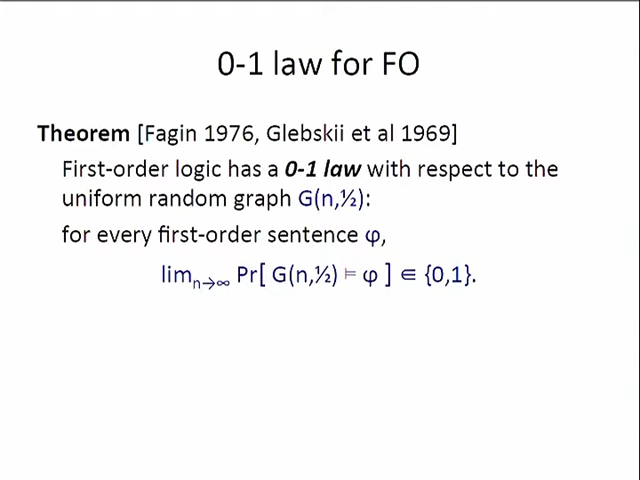 0-1 law for FO
Theorem [Fagin 1976, Glebskii et al 1969]
First-order logic has a 0-1 law with respect to the
uniform random graph G(n,½):
for every first-order sentence φ,
limₙ→∞ Pr[ G(n,½) ⊨ φ ] ∈ {0,1}.